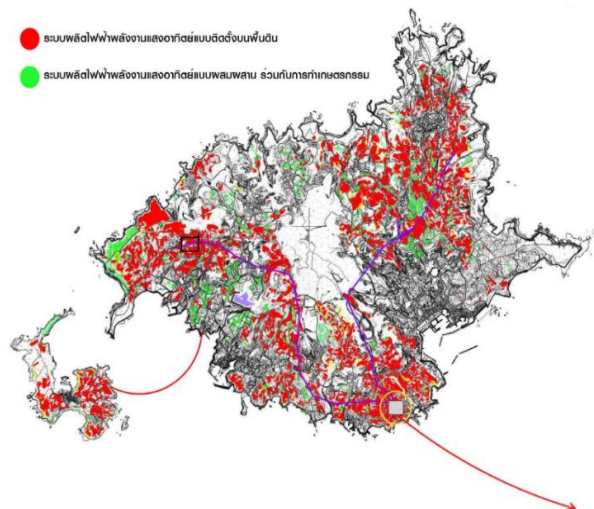 ระบบผลิตไฟฟ้าพลังงานแสงอาทิตย์แบบติดตั้งบนพื้นดิน
ระบบผลิตไฟฟ้าพลังงานแสงอาทิตย์แบบผสมผสาน ร่วมกับการทำเกษตรกรรม